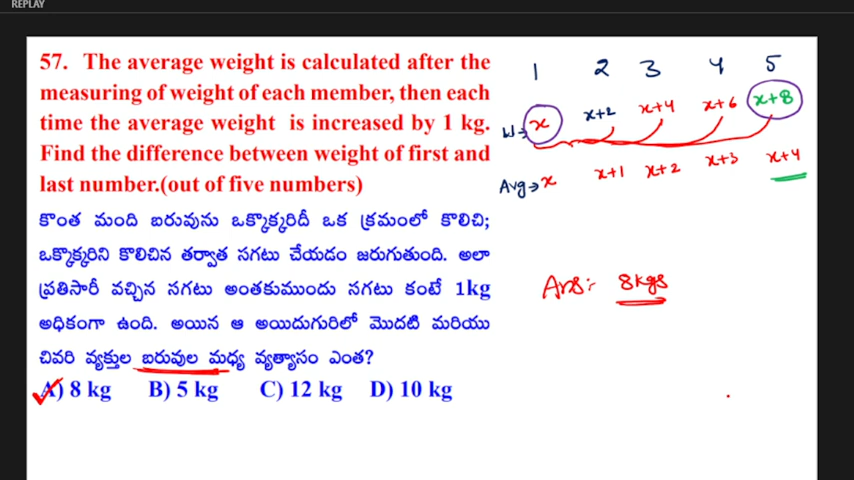 REPLAY
57. The average weight is calculated after the
measuring of weight of each member, then each
time the average weight is increased by 1 kg.
Find the difference between weight of first and
last number.(out of five numbers)
కొంత మంది బరువును ఒక్కొక్కరిదీ ఒక క్రమంలో కొలిచి;
ఒక్కొక్కరిని కొలిచిన తర్వాత సగటు చేయడం జరుగుతుంది. అలా
ప్రతిసారీ వచ్చిన సగటు అంతకుముందు సగటు కంటే 1kg
అధికంగా ఉంది. అయిన ఆ అయిదుగురిలో మొదటి మరియు
చివరి వ్యక్తుల బరువుల మధ్య వ్యత్యాసం ఎంత?
A) 8 kg B) 5 kg C) 12 kg D) 10 kg
1 2 3 4 5
W→ x x+2 x+4 x+6 x+8
Avg→ x x+1 x+2 x+3 x+4
Ans:- 8kgs